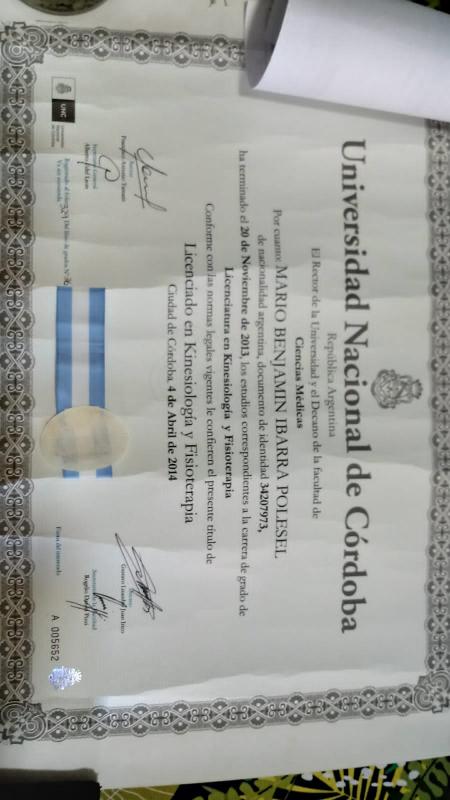 Universidad Nacional de Córdoba
República Argentina
El Rector de la Universidad y el Decano de la facultad de
Ciencias Médicas
Por cuanto: MARIO BENJAMIN IBARRA POLESEL
de nacionalidad argentina, documento de identidad 34207973,
ha terminado el 20 de Noviembre de 2013, los estudios correspondientes a la carrera de grado de
Licenciatura en Kinesiología y Fisioterapia
Conforme con las normas legales vigentes le confieren el presente título de
Licenciado en Kinesiología y Fisioterapia
Ciudad de Córdoba, 4 de Abril de 2014
UNC
Firma del interesado
A 005652